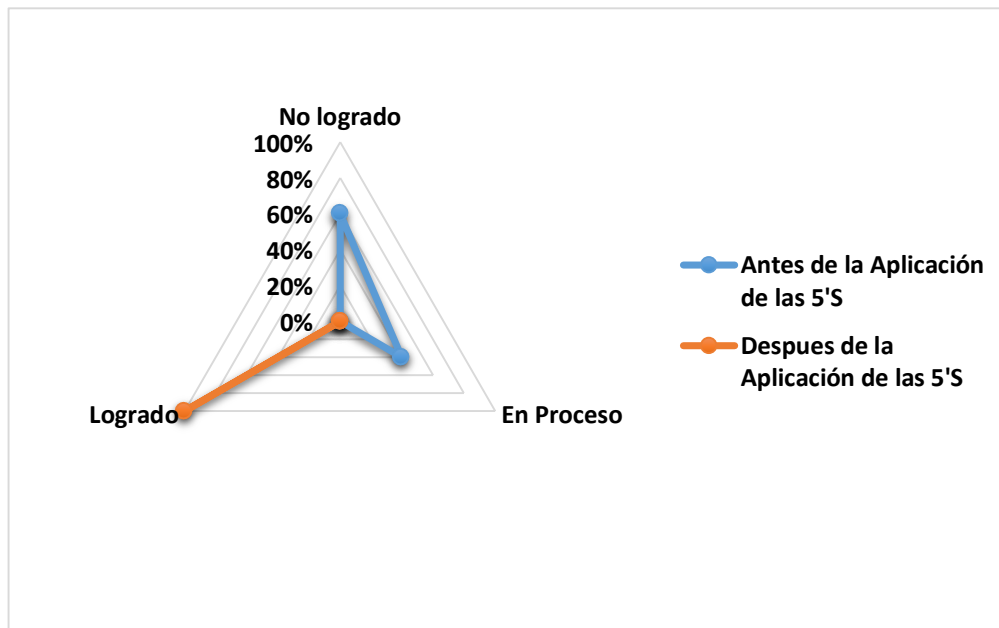 No logrado
100%
80%
60%
40%
20%
0%
Logrado
En Proceso
Antes de la Aplicación
de las 5'S
Despues de la
Aplicación de las 5'S